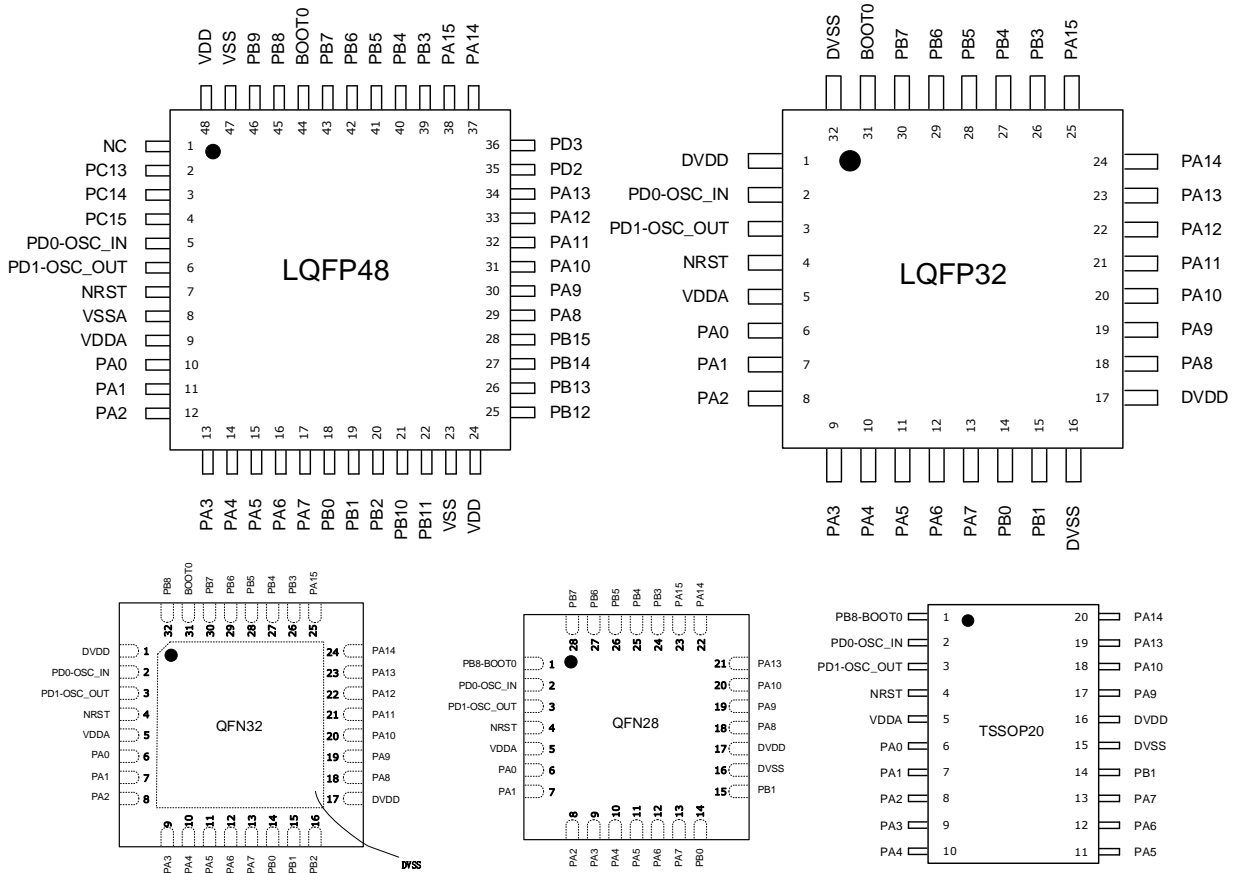 VDD VSS PB9 PB8 BOOT0 PB7 PB6 PB5 PB4 PB3 PA15 PA14
48 47 46 45 44 43 42 41 40 39 38 37
NC 1
PC13 2
PC14 3
PC15 4
PD0-OSC_IN 5
PD1-OSC_OUT 6
NRST 7
VSSA 8
VDDA 9
PA0 10
PA1 11
PA2 12
LQFP48
36 PD3
35 PD2
34 PA13
33 PA12
32 PA11
31 PA10
30 PA9
29 PA8
28 PB15
27 PB14
26 PB13
25 PB12
13 14 15 16 17 18 19 20 21 22 23 24
PA3 PA4 PA5 PA6 PA7 PB0 PB1 PB2 PB10 PB11 VSS VDD
DVSS BOOT0 PB7 PB6 PB5 PB4 PB3 PA15
32 31 30 29 28 27 26 25
DVDD 1
PD0-OSC_IN 2
PD1-OSC_OUT 3
NRST 4
VDDA 5
PA0 6
PA1 7
PA2 8
LQFP32
24 PA14
23 PA13
22 PA12
21 PA11
20 PA10
19 PA9
18 PA8
17 DVDD
9 10 11 12 13 14 15 16
PA3 PA4 PA5 PA6 PA7 PB0 PB1 DVSS
PB8 BOOT0 PB7 PB6 PB5 PB4 PB3 PA15
32 31 30 29 28 27 26 25
DVDD 1
PD0-OSC_IN 2
PD1-OSC_OUT 3
NRST 4
VDDA 5
PA0 6
PA1 7
PA2 8
QFN32
24 PA14
23 PA13
22 PA12
21 PA11
20 PA10
19 PA9
18 PA8
17 DVDD
9 10 11 12 13 14 15 16
PA3 PA4 PA5 PA6 PA7 PB0 PB1 PB2
DVSS
PB7 PB6 PB5 PB4 PB3 PA15 PA14
28 27 26 25 24 23 22
PB8-BOOT0 1
PD0-OSC_IN 2
PD1-OSC_OUT 3
NRST 4
VDDA 5
PA0 6
PA1 7
QFN28
21 PA13
20 PA10
19 PA9
18 PA8
17 DVDD
16 DVSS
15 PB1
8 9 10 11 12 13 14
PA2 PA3 PA4 PA5 PA6 PA7 PB0
PB8-BOOT0 1
PD0-OSC_IN 2
PD1-OSC_OUT 3
NRST 4
VDDA 5
PA0 6
PA1 7
PA2 8
PA3 9
PA4 10
TSSOP20
20 PA14
19 PA13
18 PA10
17 PA9
16 DVDD
15 DVSS
14 PB1
13 PA7
12 PA6
11 PA5